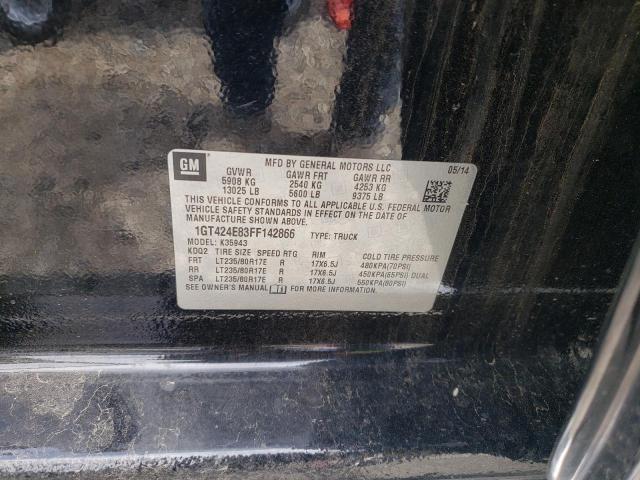 GM
MFD BY GENERAL MOTORS LLC 05/14
GVWR GAWR FRT GAWR RR
5908 KG 2540 KG 4253 KG
13025 LB 5600 LB 9375 LB
THIS VEHICLE CONFORMS TO ALL APPLICABLE U.S. FEDERAL MOTOR
VEHICLE SAFETY STANDARDS IN EFFECT ON THE DATE OF
MANUFACTURE SHOWN ABOVE.
1GT424E83FF142866 TYPE: TRUCK
MODEL: K35943
KDQ2 TIRE SIZE SPEED RTG RIM COLD TIRE PRESSURE
FRT LT235/80R17E R 17X6.5J 480KPA(70PSI)
RR LT235/80R17E R 17X6.5J 450KPA(65PSI) DUAL
SPA LT235/80R17E R 17X6.5J 550KPA(80PSI)
SEE OWNER'S MANUAL FOR MORE INFORMATION.